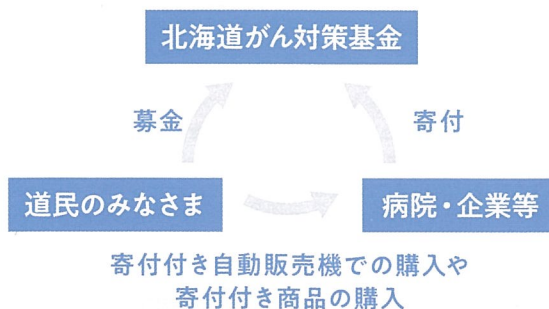 北海道がん対策基金
募金
寄付
道民のみなさま
病院・企業等
寄付付き自動販売機での購入や
寄付付き商品の購入